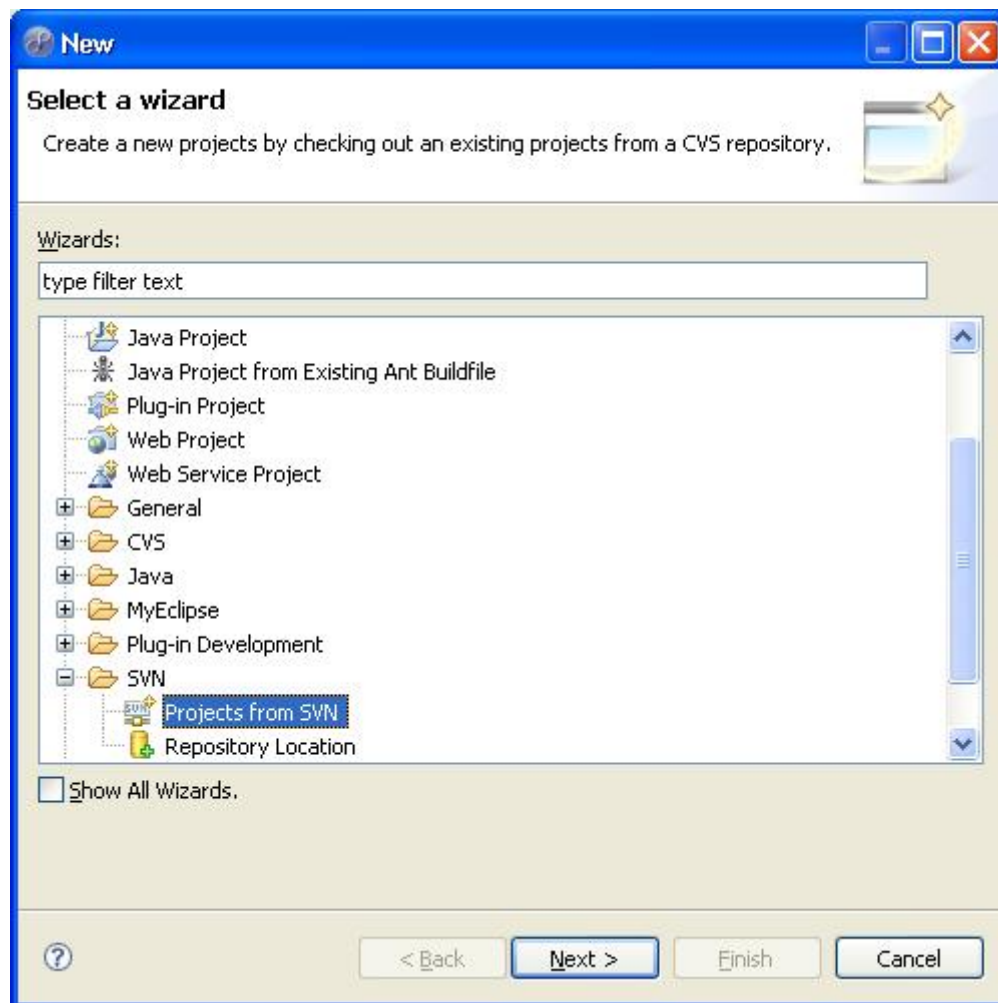 New
Select a wizard
Create a new projects by checking out an existing projects from a CVS repository.
Wizards:
type filter text
Java Project
Java Project from Existing Ant Buildfile
Plug-in Project
Web Project
Web Service Project
General
CVS
Java
MyEclipse
Plug-in Development
SVN
SVN Projects from SVN
Repository Location
Show All Wizards.
? < Back Next > Finish Cancel